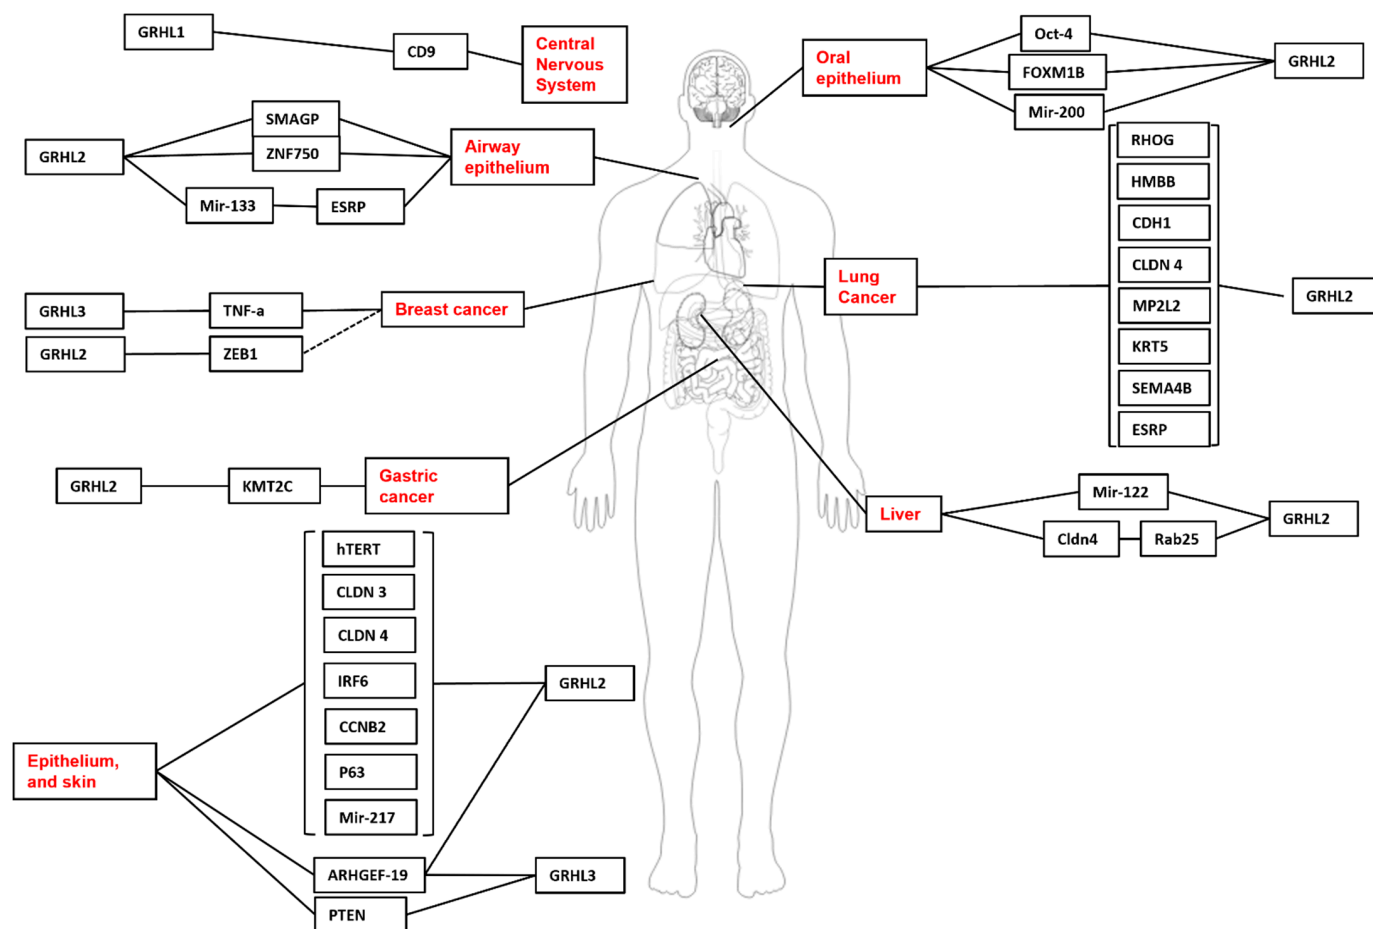 GRHL1
CD9
Central
Nervous
System
Oral
epithelium
Oct-4
FOXM1B
Mir-200
GRHL2
GRHL2
SMAGP
ZNF750
Mir-133
ESRP
Airway
epithelium
RHOG
HMBB
CDH1
CLDN 4
MP2L2
KRT5
SEMA4B
ESRP
Lung
Cancer
GRHL2
GRHL3
TNF-a
Breast cancer
GRHL2
ZEB1
GRHL2
KMT2C
Gastric
cancer
Liver
Mir-122
Cldn4
Rab25
GRHL2
hTERT
CLDN 3
CLDN 4
IRF6
CCNB2
P63
Mir-217
GRHL2
Epithelium,
and skin
ARHGEF-19
PTEN
GRHL3